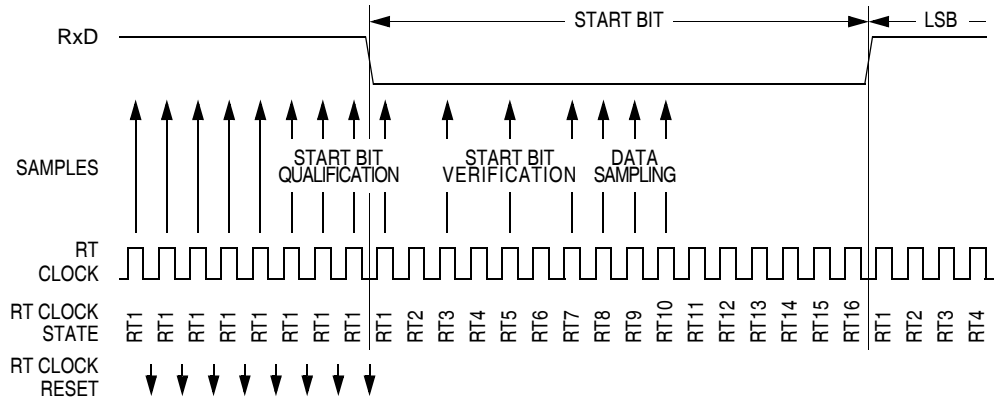 START BIT
LSB
RxD
SAMPLES
START BIT
QUALIFICATION
START BIT
VERIFICATION
DATA
SAMPLING
RT
CLOCK
RT CLOCK
STATE
RT1 RT1 RT1 RT1 RT1 RT1 RT1 RT1 RT1 RT2 RT3 RT4 RT5 RT6 RT7 RT8 RT9 RT10 RT11 RT12 RT13 RT14 RT15 RT16 RT1 RT2 RT3 RT4
RT CLOCK
RESET